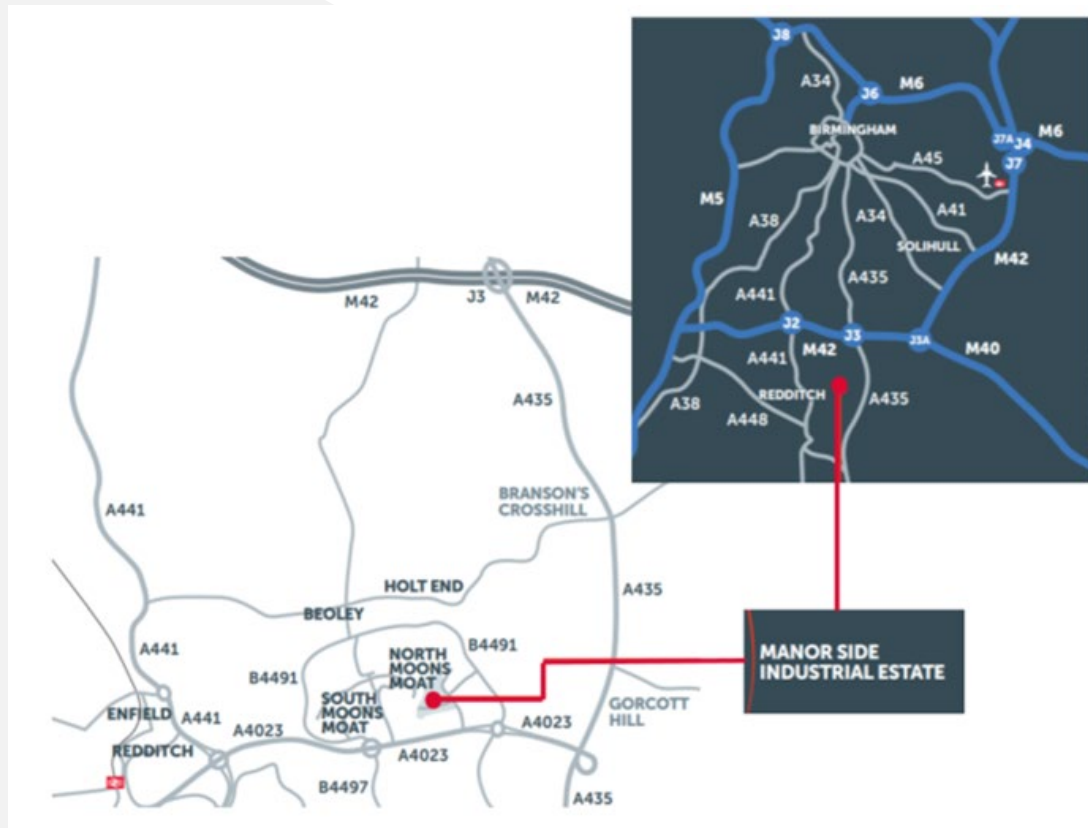 J8
A34
J6
M6
BIRMINGHAM
J7A
J4
M6
J7
A45
M5
A38
A34
A41
SOLIHULL
M42
A435
A441
J2
J3
M42
J3A
M40
A441
REDDITCH
A435
A38
A448
M42
J3
M42
A435
BRANSON'S
CROSSHILL
A441
A435
HOLT END
BEOLEY
A441
B4491
NORTH
MOONS
MOAT
B4491
SOUTH
MOONS
MOAT
MANOR SIDE
INDUSTRIAL ESTATE
GORCOTT
HILL
ENFIELD
A441
A4023
A4023
REDDITCH
A4023
B4497
A435